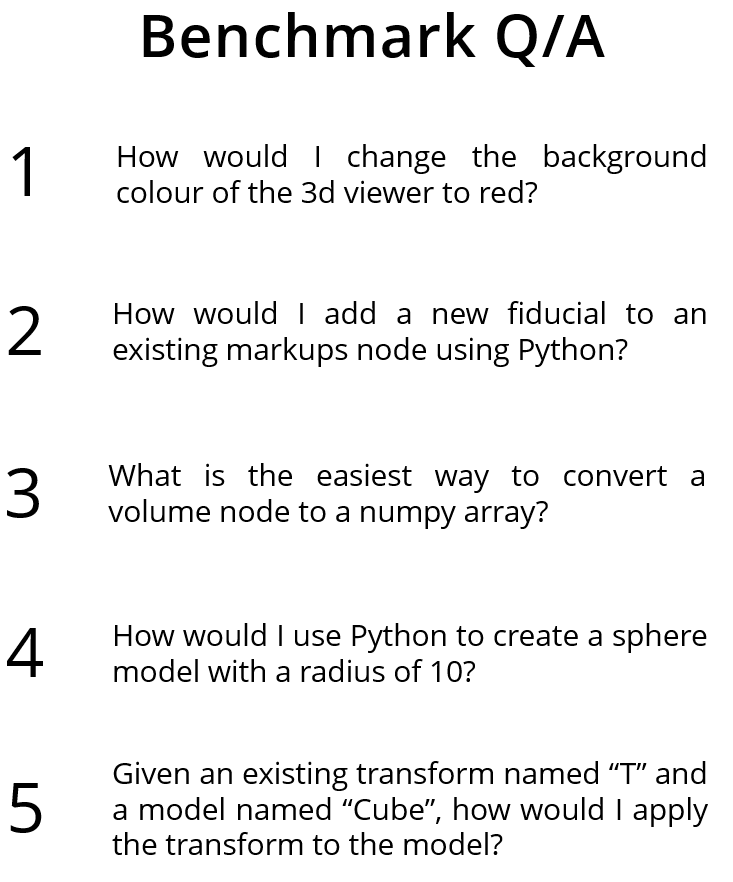 Benchmark Q/A
1
How would I change the background
colour of the 3d viewer to red?
2
How would I add a new fiducial to an
existing markups node using Python?
3
What is the easiest way to convert a
volume node to a numpy array?
4
How would I use Python to create a sphere
model with a radius of 10?
5
Given an existing transform named “T” and
a model named “Cube”, how would I apply
the transform to the model?